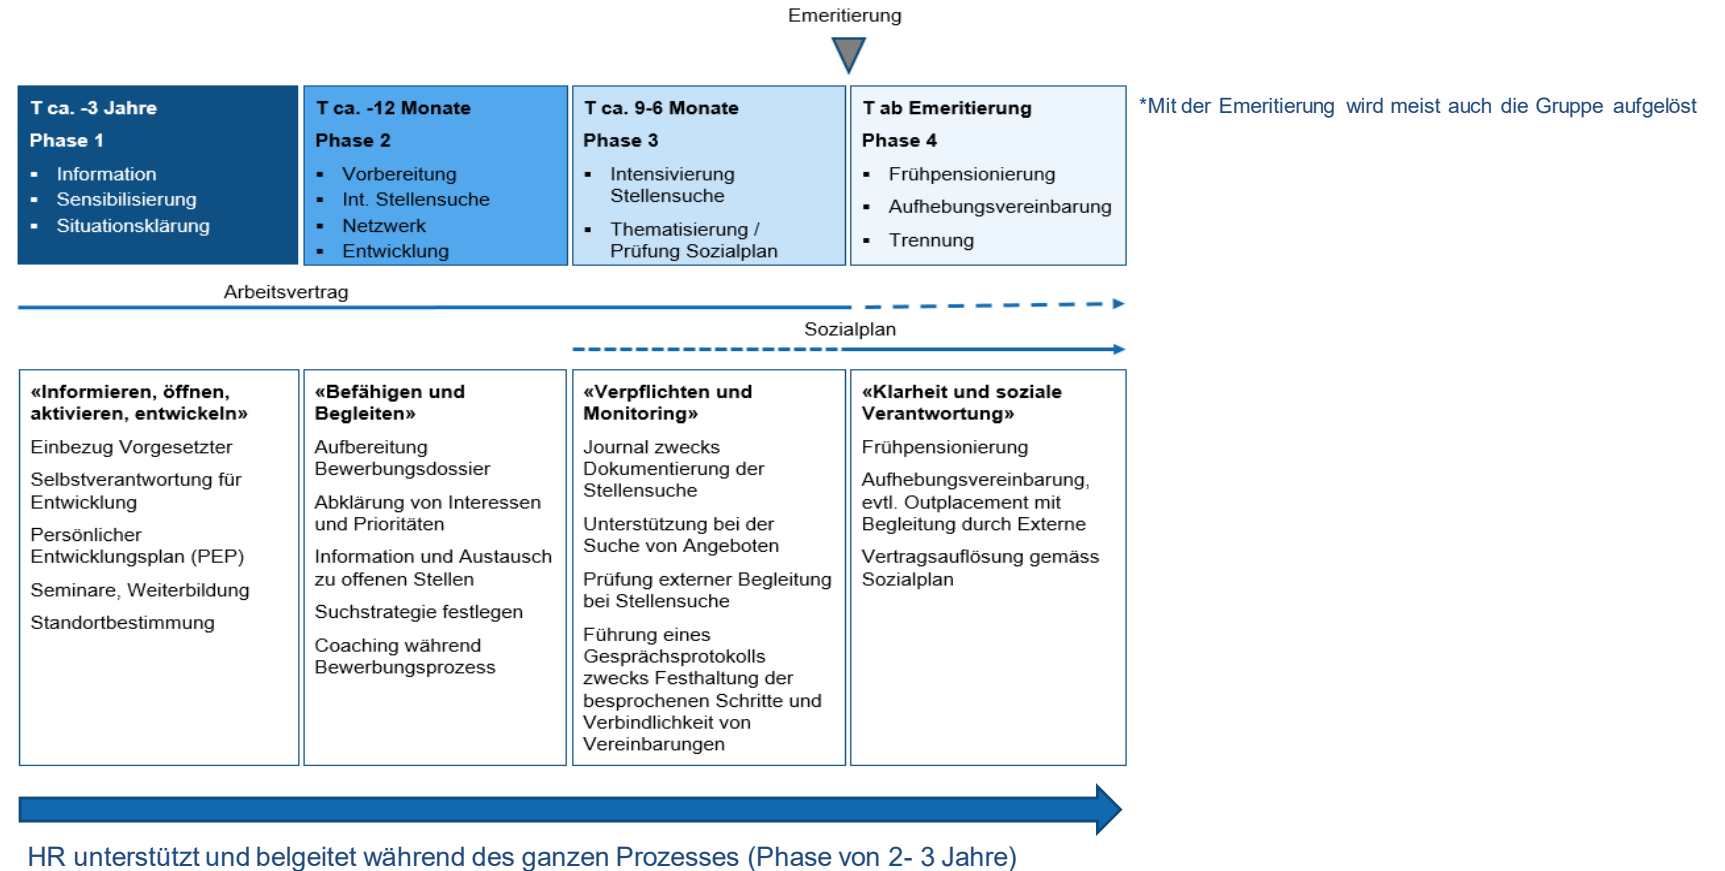 Emeritierung
T ca. -3 Jahre
Phase 1
▪ Information
▪ Sensibilisierung
▪ Situationsklärung
T ca. -12 Monate
Phase 2
▪ Vorbereitung
▪ Int. Stellensuche
▪ Netzwerk
▪ Entwicklung
T ca. 9-6 Monate
Phase 3
▪ Intensivierung
Stellensuche
▪ Thematisierung /
Prüfung Sozialplan
T ab Emeritierung
Phase 4
▪ Frühpensionierung
▪ Aufhebungsvereinbarung
▪ Trennung
*Mit der Emeritierung wird meist auch die Gruppe aufgelöst
Arbeitsvertrag
Sozialplan
«Informieren, öffnen,
aktivieren, entwickeln»
Einbezug Vorgesetzter
Selbstverantwortung für
Entwicklung
Persönlicher
Entwicklungsplan (PEP)
Seminare, Weiterbildung
Standortbestimmung
«Befähigen und
Begleiten»
Aufbereitung
Bewerbungsdossier
Abklärung von Interessen
und Prioritäten
Information und Austausch
zu offenen Stellen
Suchstrategie festlegen
Coaching während
Bewerbungsprozess
«Verpflichten und
Monitoring»
Journal zwecks
Dokumentierung der
Stellensuche
Unterstützung bei der
Suche von Angeboten
Prüfung externer Begleitung
bei Stellensuche
Führung eines
Gesprächsprotokolls
zwecks Festhaltung der
besprochenen Schritte und
Verbindlichkeit von
Vereinbarungen
«Klarheit und soziale
Verantwortung»
Frühpensionierung
Aufhebungsvereinbarung,
evtl. Outplacement mit
Begleitung durch Externe
Vertragsauflösung gemäss
Sozialplan
HR unterstützt und belgeitet während des ganzen Prozesses (Phase von 2- 3 Jahre)